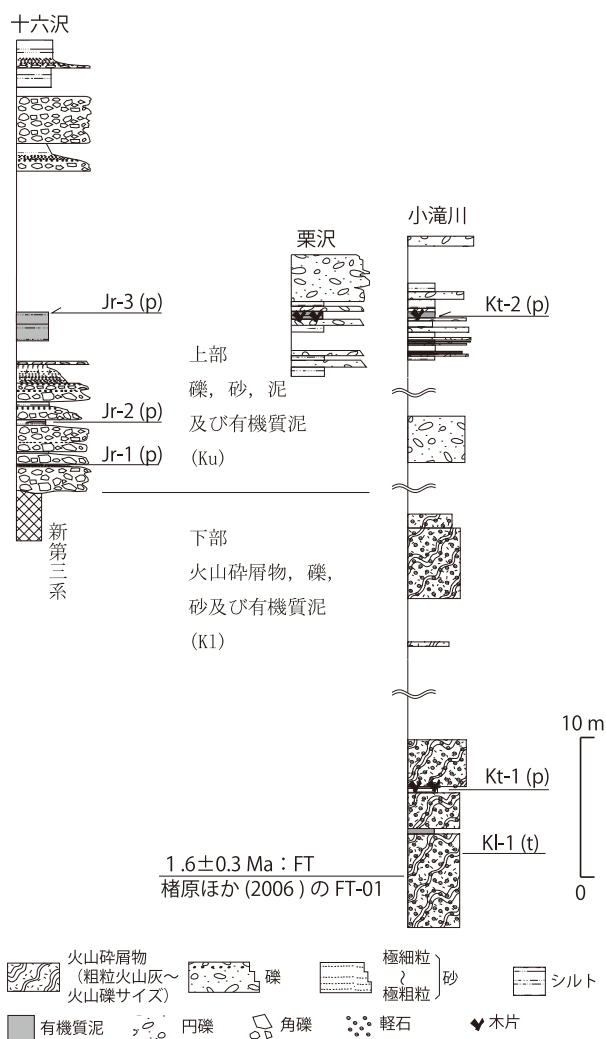 十六沢
小滝川
栗沢
Jr-3 (p)
Kt-2 (p)
上部
礫，砂，泥
及び有機質泥
(Ku)
Jr-2 (p)
Jr-1 (p)
新第三系
下部
火山砕屑物，礫，
砂及び有機質泥
(Kl)
10 m
Kt-1 (p)
Kl-1 (t)
1.6±0.3 Ma：FT
楮原ほか (2006 ) の FT-01
0
火山砕屑物
（粗粒火山灰～
火山礫サイズ）
礫
極細粒
～
極粗粒
砂
シルト
有機質泥
円礫
角礫
軽石
木片